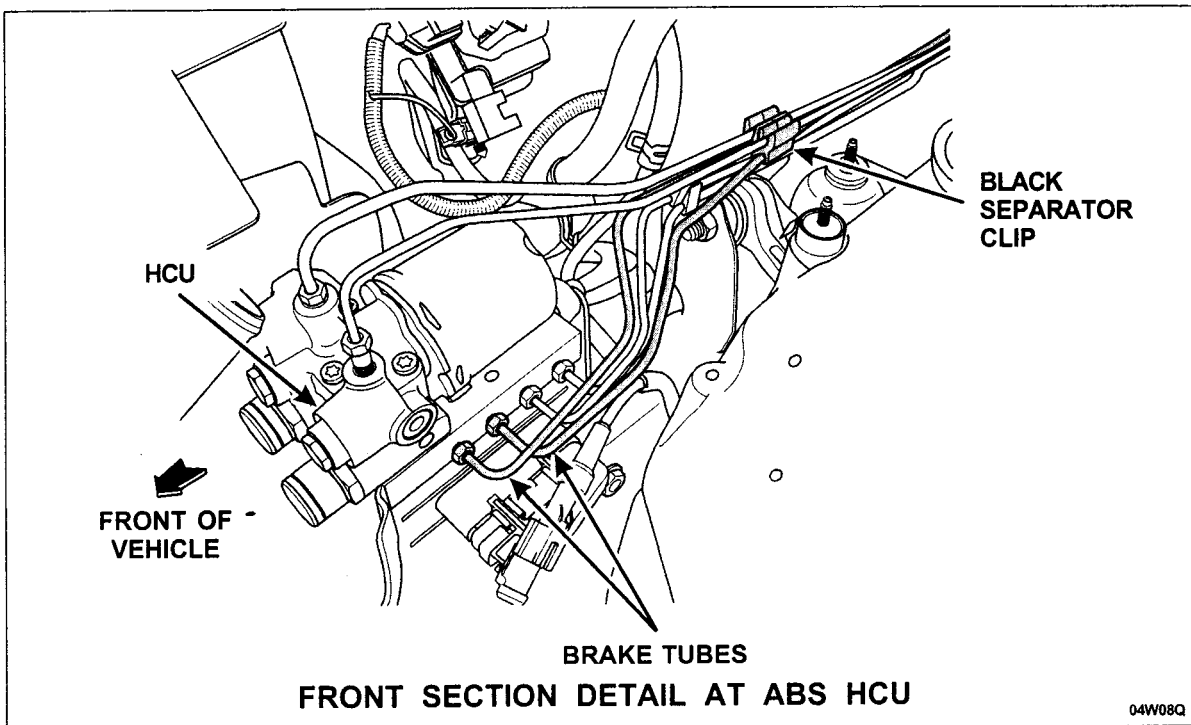 BLACK
SEPARATOR
CLIP
HCU
FRONT OF
VEHICLE
BRAKE TUBES
FRONT SECTION DETAIL AT ABS HCU
04W08Q